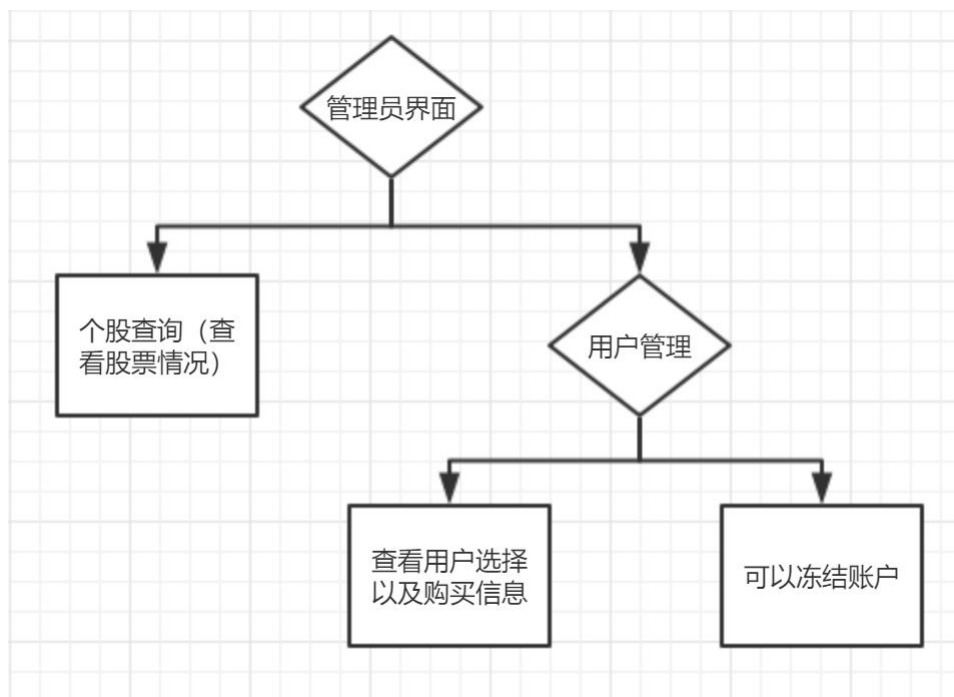 管理员界面
个股查询（查
看股票情况）
用户管理
查看用户选择
以及购买信息
可以冻结账户